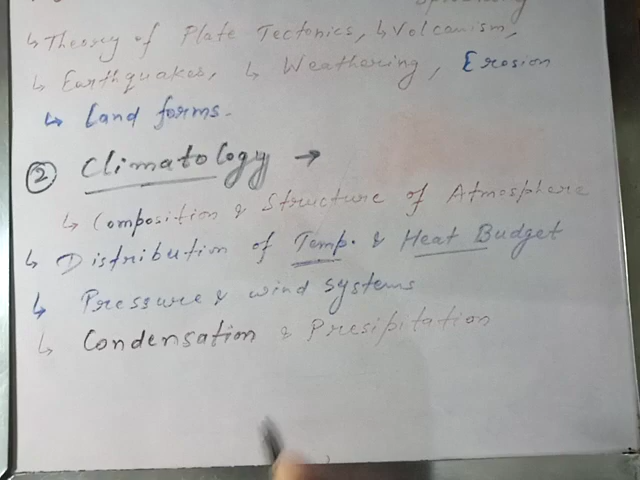 ↳ Theory of Plate Tectonics, ↳ Volcanism,
↳ Earthquakes, ↳ Weathering, Erosion
↳ Land forms.
② Climatology →
↳ Composition & Structure of Atmosphere
↳ Distribution of Temp. & Heat Budget
↳ Pressure & wind systems
↳ Condensation & Presipitation